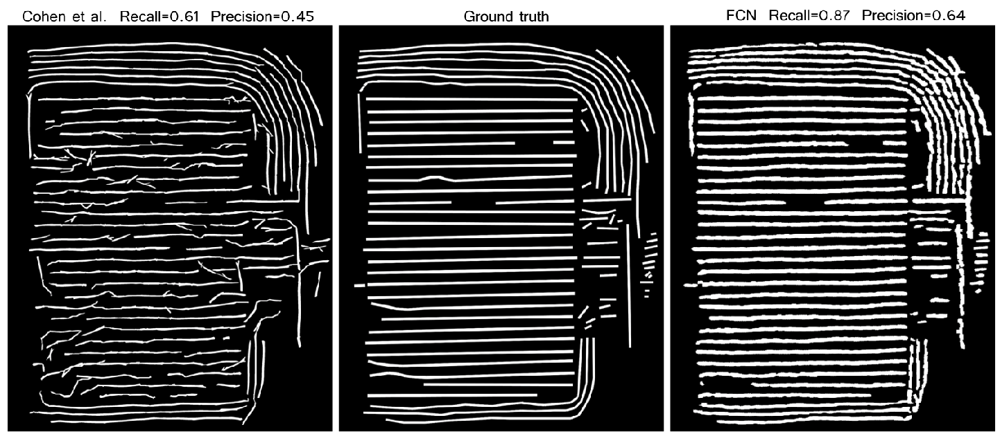 Cohen et al. Recall=0.61 Precision=0.45
Ground truth
FCN Recall=0.87 Precision=0.64